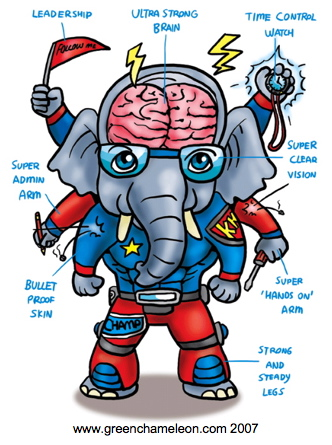 LEADERSHIP
ULTRA STRONG
BRAIN
TIME CONTROL
WATCH
FOLLOW ME
SUPER
CLEAR
VISION
SUPER
ADMIN
ARM
KM
BULLET
PROOF
SKIN
SUPER
'HANDS ON'
ARM
CHAMP
STRONG
AND
STEADY
LEGS
www.greenchameleon.com 2007